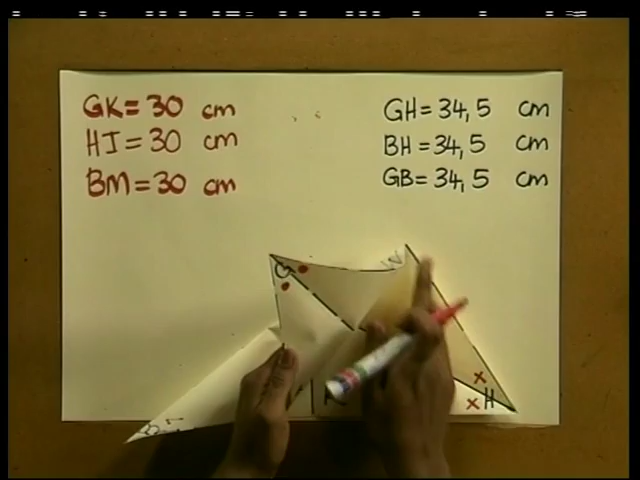 GK = 30 cm
HI = 30 cm
BM = 30 cm
GH = 34,5 cm
BH = 34,5 cm
GB = 34,5 cm
G
x
x H
K